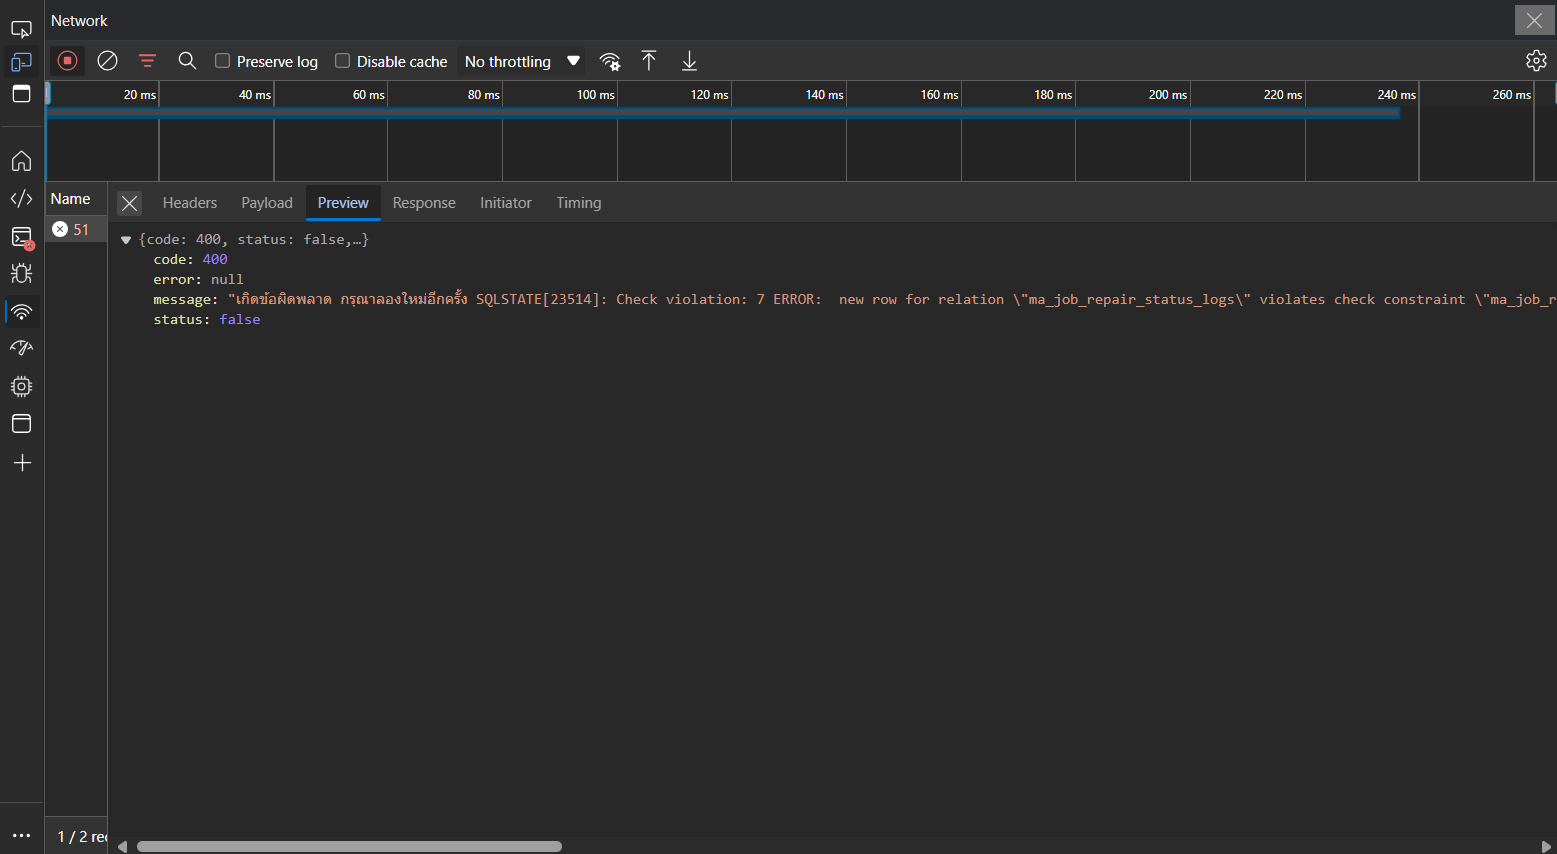 Network
Preserve log
Disable cache
No throttling
20 ms
40 ms
60 ms
80 ms
100 ms
120 ms
140 ms
160 ms
180 ms
200 ms
220 ms
240 ms
260 ms
Name
Headers
Payload
Preview
Response
Initiator
Timing
51
{code: 400, status: false,…}
code: 400
error: null
message: "เกิดข้อผิดพลาด กรุณาลองใหม่อีกครั้ง SQLSTATE[23514]: Check violation: 7 ERROR:  new row for relation \"ma_job_repair_status_logs\" violates check constraint \"ma_job_r
status: false
1 / 2 rec